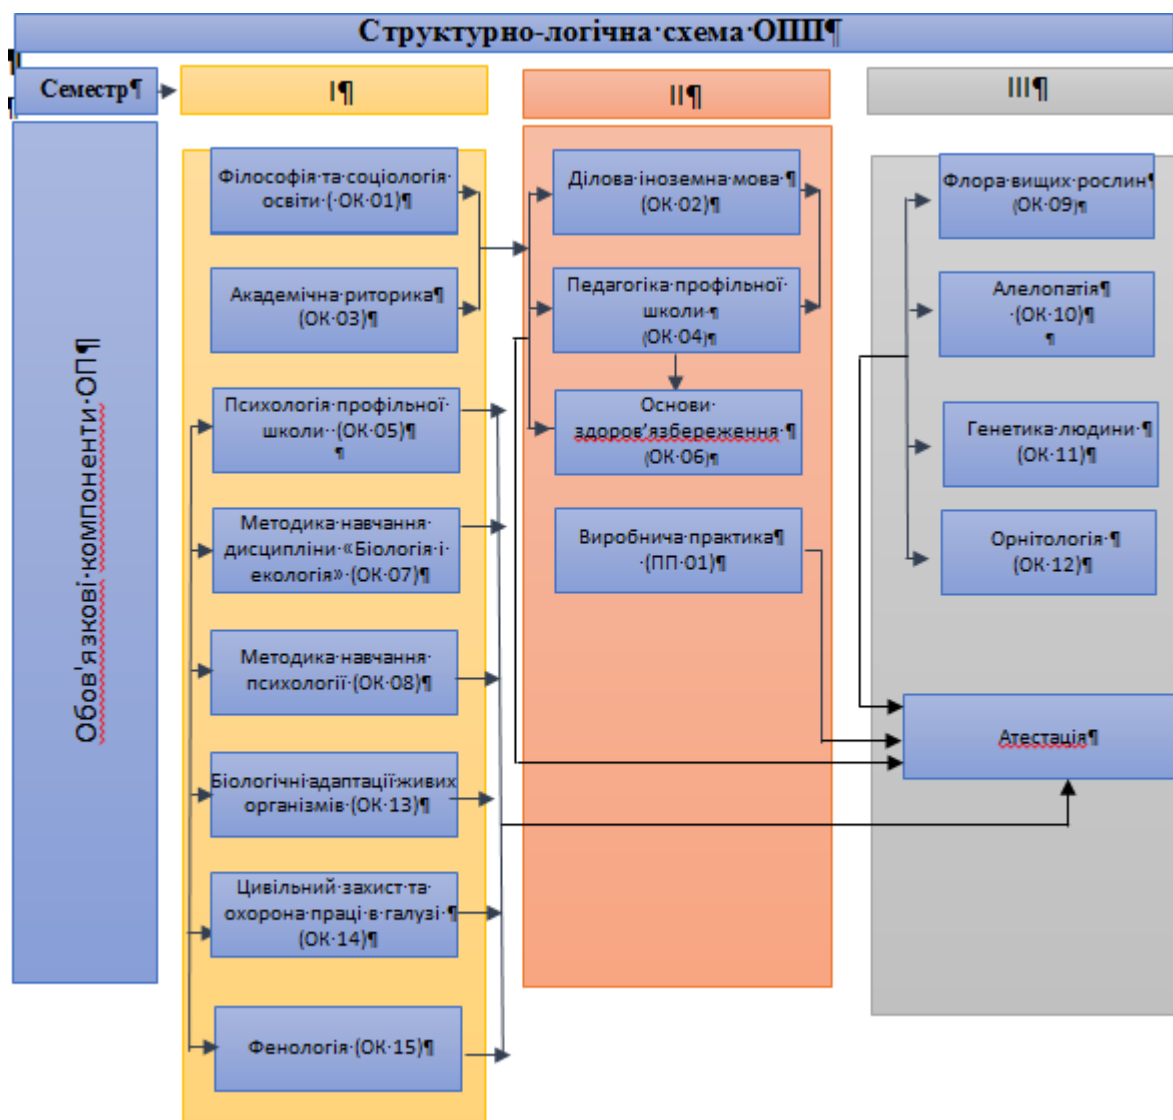 Структурно-логічна·схема·ОПП¶
¶
¶
Семестр¶
І¶
ІІ¶
ІІІ¶
Обов'язкові·компоненти·ОП¶
Філософія·та·соціологія·
освіти·(·ОК·01)¶
Академічна·риторика¶
(ОК·03)¶
Психологія·профільної·
школи··(ОК·05)¶
¶
Методика·навчання·
дисципліни·«Біологія·і·
екологія»·(ОК·07)¶
Методика·навчання·
психології·(ОК·08)¶
Біологічні·адаптації·живих·
організмів·(ОК·13)¶
Цивільний·захист·та·
охорона·праці·в·галузі·¶
(ОК·14)¶
Фенологія·(ОК·15)¶
Ділова·іноземна·мова·¶
(ОК·02)¶
Педагогіка·профільної·
школи·¶
(ОК·04)¶
Основи·
здоров’язбереження·¶
(ОК·06)¶
Виробнича·практика¶
·(ПП·01)¶
Флора·вищих·рослин¶
(ОК·09)¶
Алелопатія¶
·(ОК·10)¶
¶
Генетика·людини·¶
(ОК·11)¶
Орнітологія·¶
(ОК·12)¶
Атестація¶